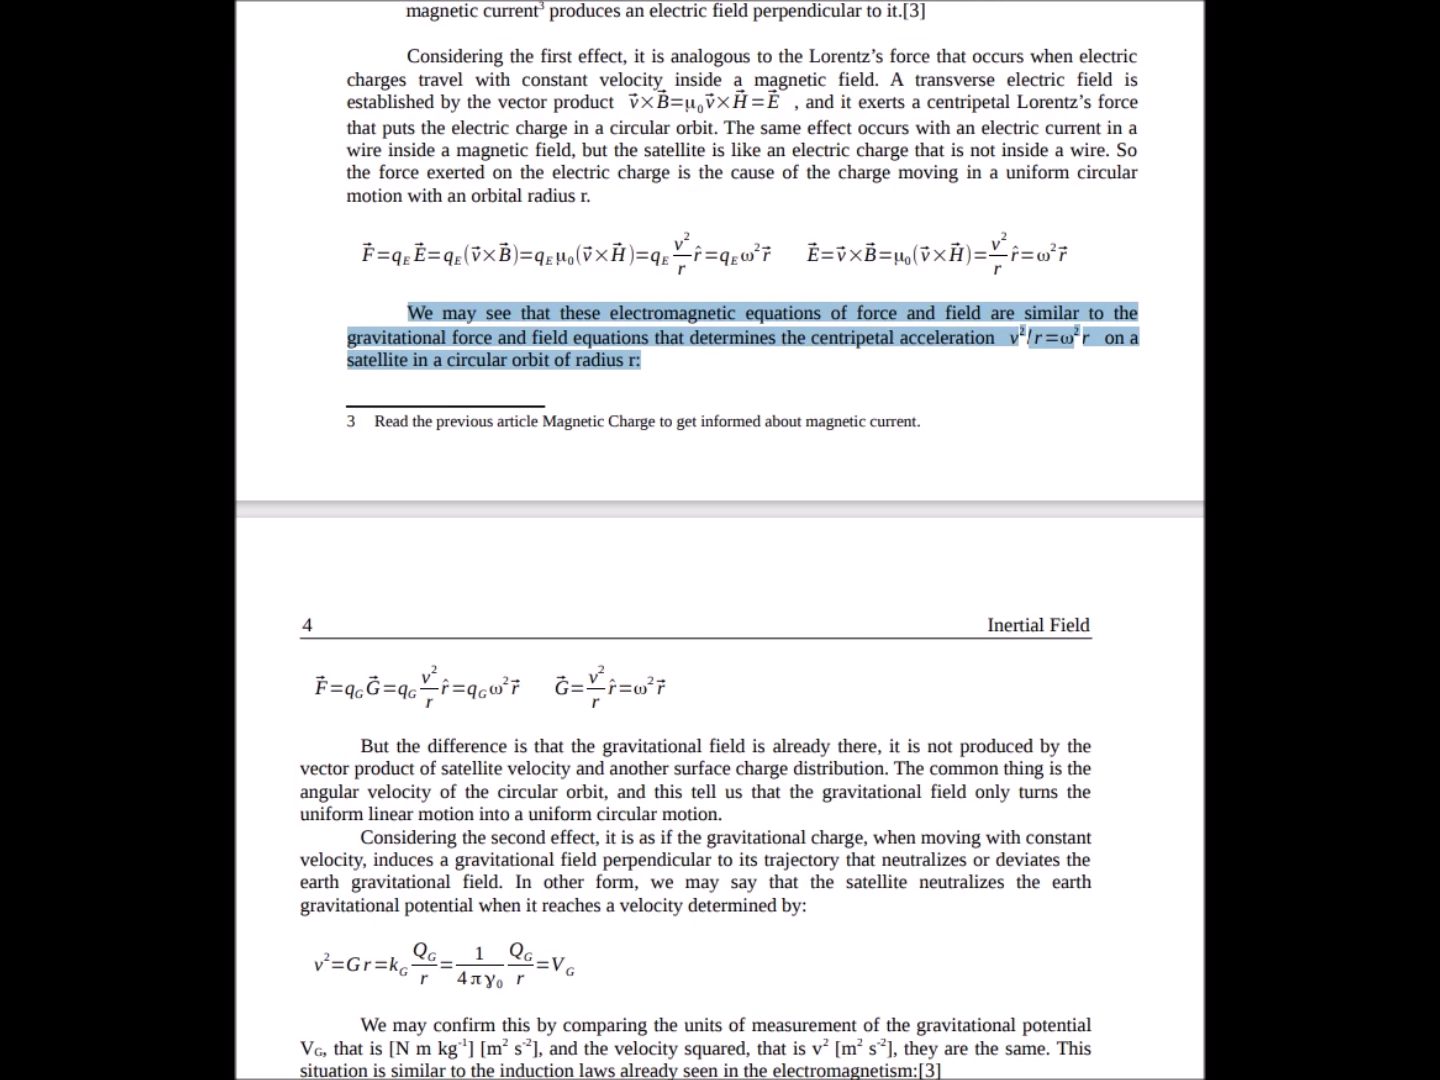 magnetic current³ produces an electric field perpendicular to it.[3]
Considering the first effect, it is analogous to the Lorentz’s force that occurs when electric
charges travel with constant velocity inside a magnetic field. A transverse electric field is
established by the vector product v⃗×B⃗=μ₀v⃗×H⃗=E⃗ , and it exerts a centripetal Lorentz’s force
that puts the electric charge in a circular orbit. The same effect occurs with an electric current in a
wire inside a magnetic field, but the satellite is like an electric charge that is not inside a wire. So
the force exerted on the electric charge is the cause of the charge moving in a uniform circular
motion with an orbital radius r.
F⃗=q_E E⃗=q_E(v⃗×B⃗)=q_E μ₀(v⃗×H⃗)=q_E v²/r r̂=q_E ω²r⃗ E⃗=v⃗×B⃗=μ₀(v⃗×H⃗)=v²/r r̂=ω²r⃗
We may see that these electromagnetic equations of force and field are similar to the
gravitational force and field equations that determines the centripetal acceleration v²/r=ω²r on a
satellite in a circular orbit of radius r:
3 Read the previous article Magnetic Charge to get informed about magnetic current.
4 Inertial Field
F⃗=q_G G⃗=q_G v²/r r̂=q_G ω²r⃗ G⃗=v²/r r̂=ω²r⃗
But the difference is that the gravitational field is already there, it is not produced by the
vector product of satellite velocity and another surface charge distribution. The common thing is the
angular velocity of the circular orbit, and this tell us that the gravitational field only turns the
uniform linear motion into a uniform circular motion.
Considering the second effect, it is as if the gravitational charge, when moving with constant
velocity, induces a gravitational field perpendicular to its trajectory that neutralizes or deviates the
earth gravitational field. In other form, we may say that the satellite neutralizes the earth
gravitational potential when it reaches a velocity determined by:
v²=Gr=k_G Q_G/r=1/(4πγ₀) Q_G/r=V_G
We may confirm this by comparing the units of measurement of the gravitational potential
V_G, that is [N m kg⁻¹] [m² s⁻²], and the velocity squared, that is v² [m² s⁻²], they are the same. This
situation is similar to the induction laws already seen in the electromagnetism:[3]